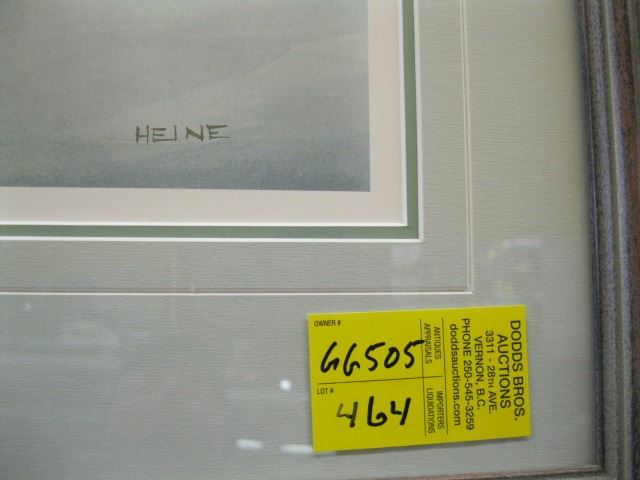 HEINE
OWNER #
GG505
LOT #
464
ANTIQUES
APPRAISALS
IMPORTERS
LIQUIDATIONS
DODDS BROS.
AUCTIONS
3311 - 28TH AVE.
VERNON, B.C.
PHONE 250-545-3259
doddsauctions.com